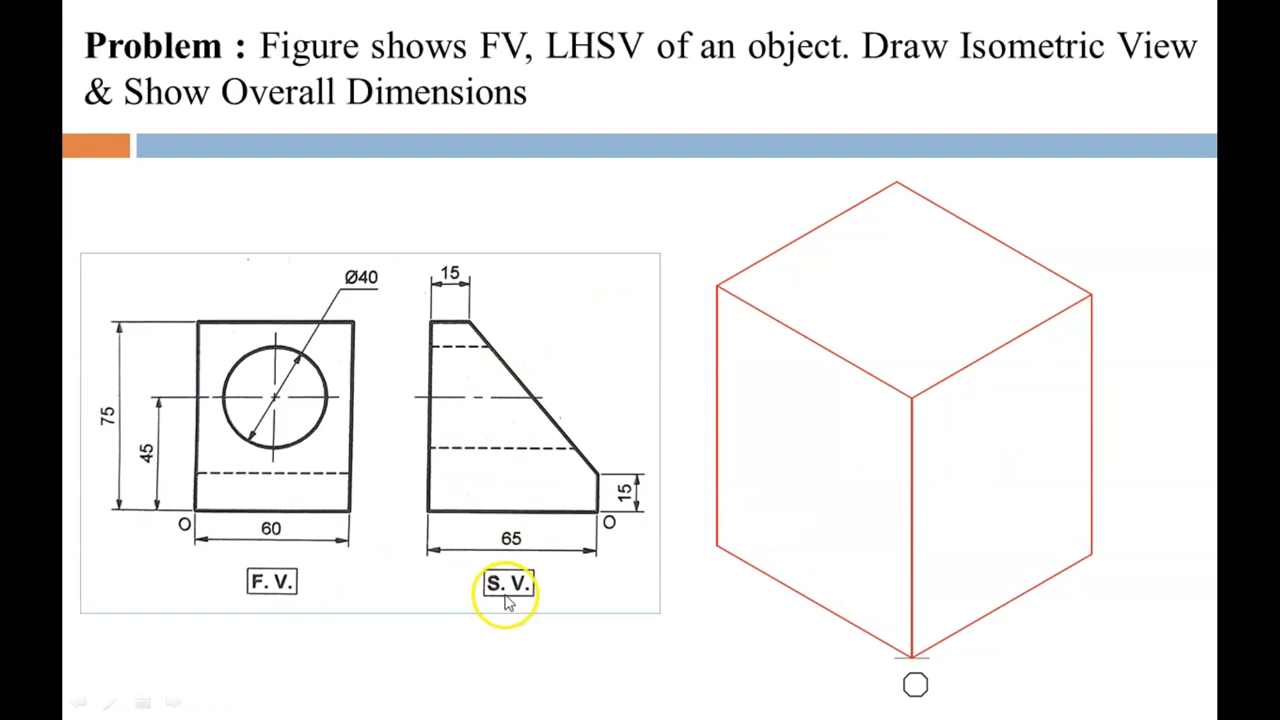 Problem : Figure shows FV, LHSV of an object. Draw Isometric View
& Show Overall Dimensions
Ø40
15
75
45
15
O
60
O
65
F. V.
S. V.
O